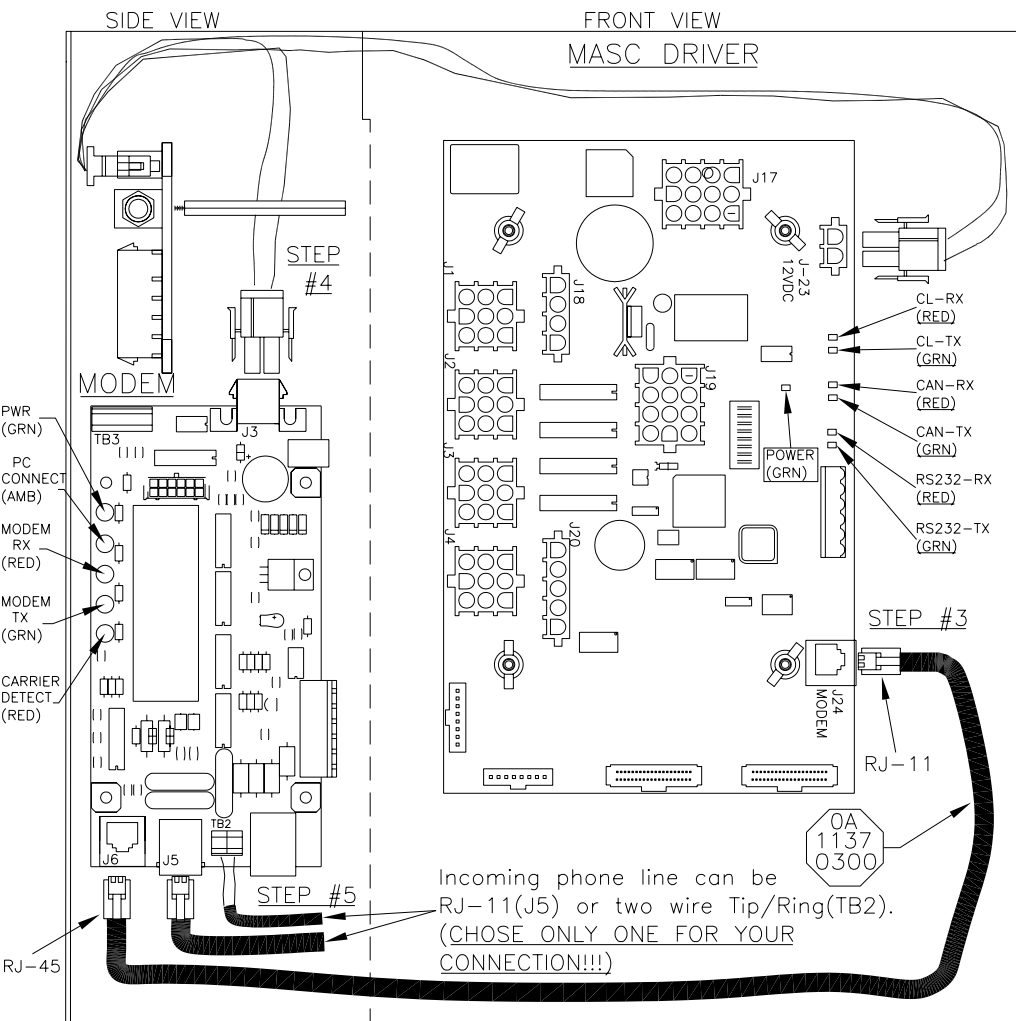 SIDE VIEW
FRONT VIEW
MASC DRIVER
J17
STEP
#4
J-23
12VDC
J1
J18
CL-RX
(RED)
CL-TX
(GRN)
MODEM
J2
J19
CAN-RX
(RED)
PWR
(GRN)
TB3
J3
CAN-TX
(GRN)
PC
CONNECT
(AMB)
J3
POWER
(GRN)
RS232-RX
(RED)
MODEM
RX
(RED)
J4
J20
RS232-TX
(GRN)
MODEM
TX
(GRN)
STEP #3
CARRIER
DETECT
(RED)
J24
MODEM
RJ-11
TB2
0A
1137
0300
J6
J5
STEP #5
Incoming phone line can be
RJ-11(J5) or two wire Tip/Ring(TB2).
(CHOSE ONLY ONE FOR YOUR
CONNECTION!!!)
RJ-45